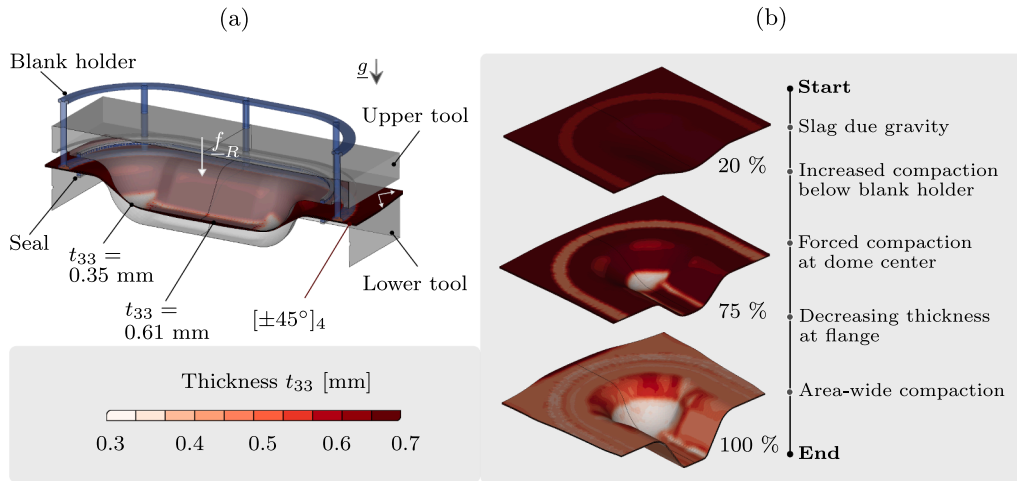 (a)
Blank holder
g
Upper tool
f_R
Seal
t₃₃ =
0.35 mm
t₃₃ =
0.61 mm
[±45°]₄
Lower tool
Thickness t₃₃ [mm]
0.3 0.4 0.5 0.6 0.7
(b)
20 %
75 %
100 %
Start
Slag due gravity
Increased compaction
below blank holder
Forced compaction
at dome center
Decreasing thickness
at flange
Area-wide compaction
End